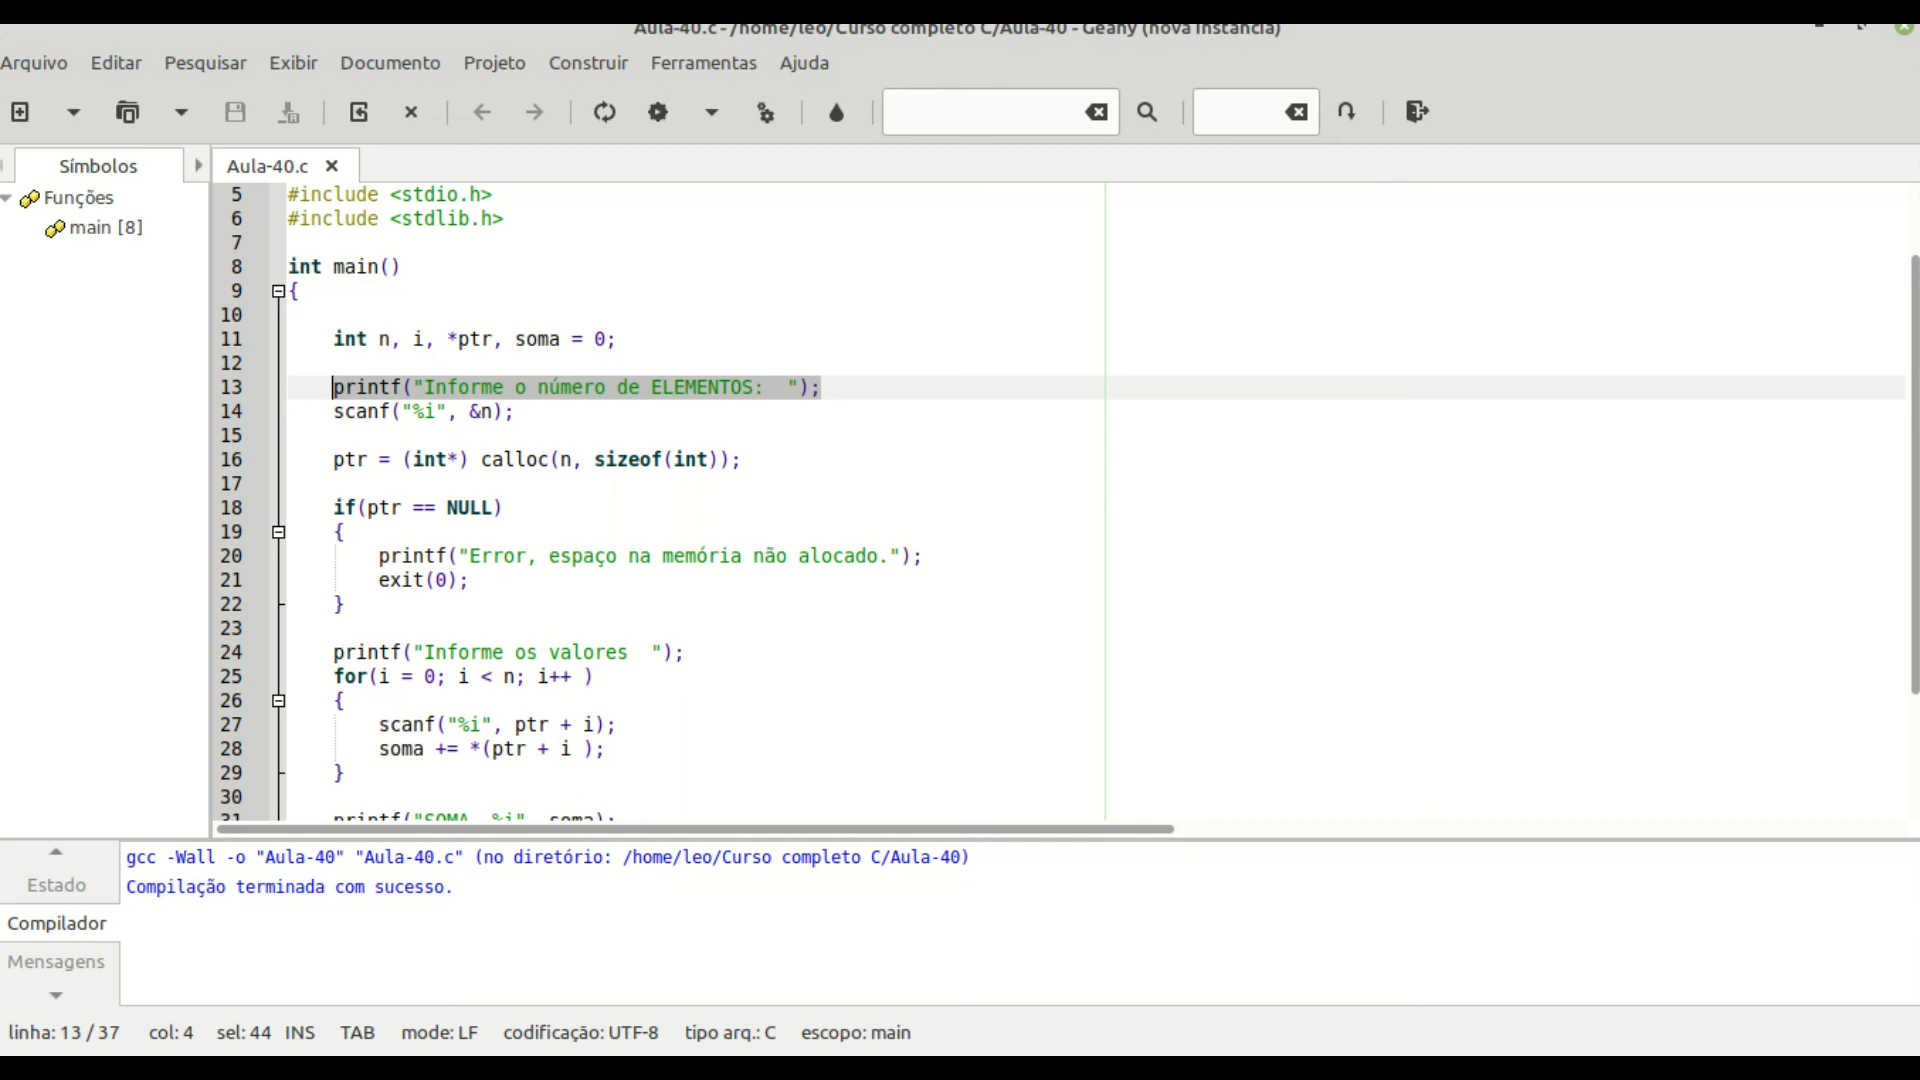 Aula-40.c - /home/leo/Curso completo C/Aula-40 - Geany (nova instância)
Arquivo Editar Pesquisar Exibir Documento Projeto Construir Ferramentas Ajuda
Símbolos
Aula-40.c
Funções
main [8]
5 #include <stdio.h>
6 #include <stdlib.h>
7
8 int main()
9 {
10
11 int n, i, *ptr, soma = 0;
12
13 printf("Informe o número de ELEMENTOS:  ");
14 scanf("%i", &n);
15
16 ptr = (int*) calloc(n, sizeof(int));
17
18 if(ptr == NULL)
19 {
20 printf("Error, espaço na memória não alocado.");
21 exit(0);
22 }
23
24 printf("Informe os valores  ");
25 for(i = 0; i < n; i++ )
26 {
27 scanf("%i", ptr + i);
28 soma += *(ptr + i );
29 }
30
31 printf("SOMA  %i", soma);
gcc -Wall -o "Aula-40" "Aula-40.c" (no diretório: /home/leo/Curso completo C/Aula-40)
Compilação terminada com sucesso.
Estado
Compilador
Mensagens
linha: 13 / 37 col: 4 sel: 44 INS TAB mode: LF codificação: UTF-8 tipo arq.: C escopo: main